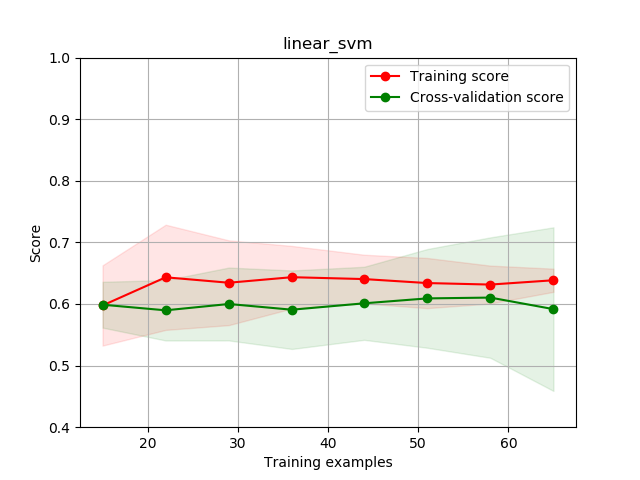 linear_svm
1.0
0.9
0.8
0.7
0.6
0.5
0.4
Score
Training score
Cross-validation score
20 30 40 50 60
Training examples